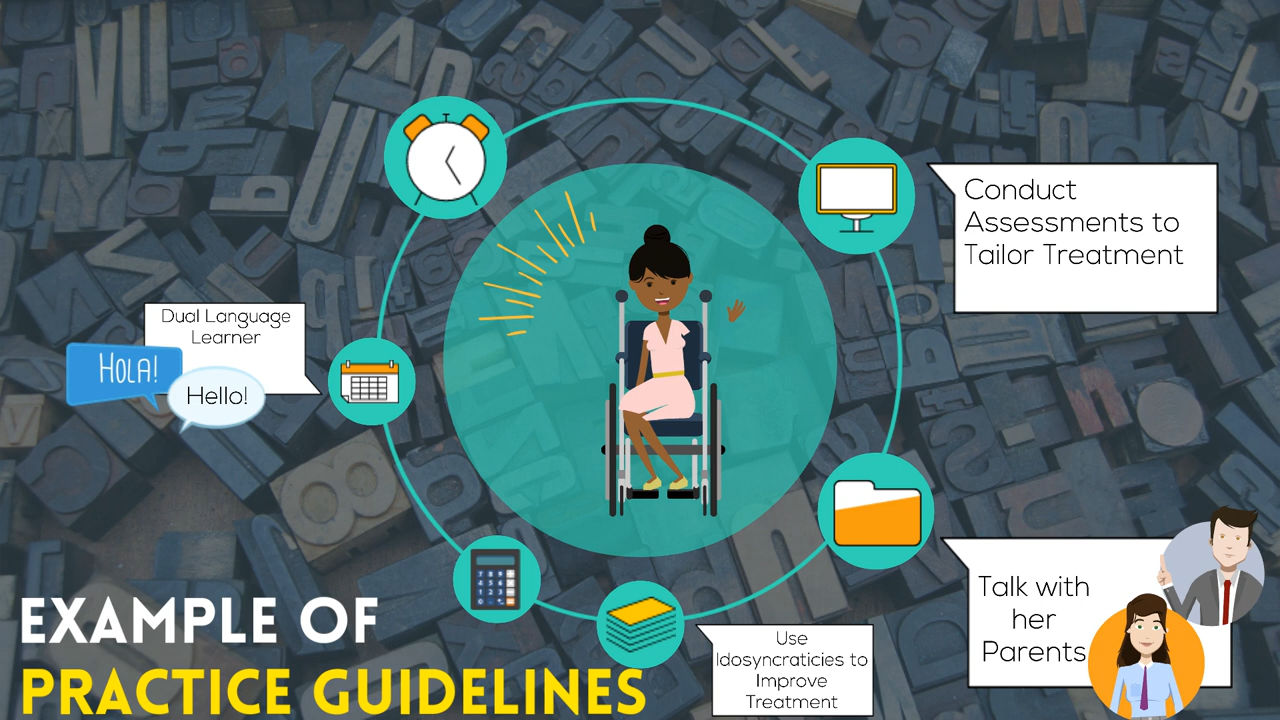 Conduct
Assessments to
Tailor Treatment
Dual Language
Learner
HOLA!
Hello!
Talk with
her
Parents
Use
Idosyncraticies to
Improve
Treatment
EXAMPLE OF
PRACTICE GUIDELINES